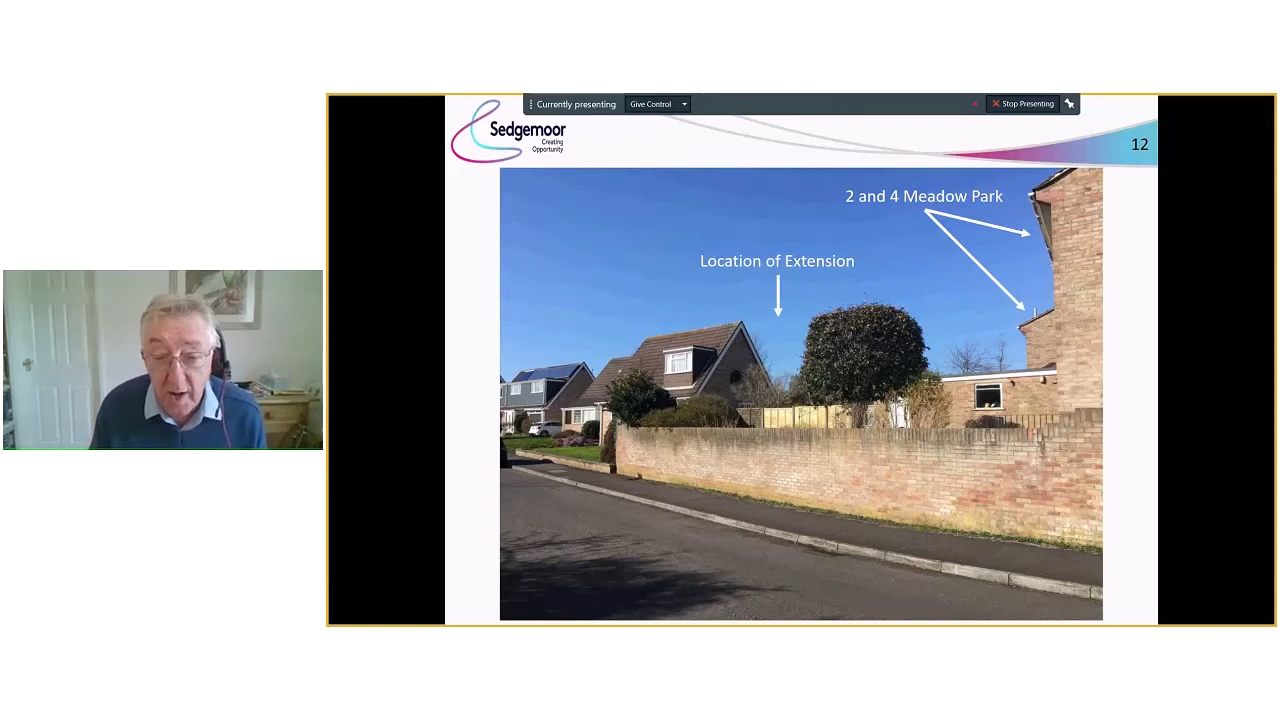 Currently presenting
Give Control
Stop Presenting
Sedgemoor
Creating
Opportunity
12
2 and 4 Meadow Park
Location of Extension